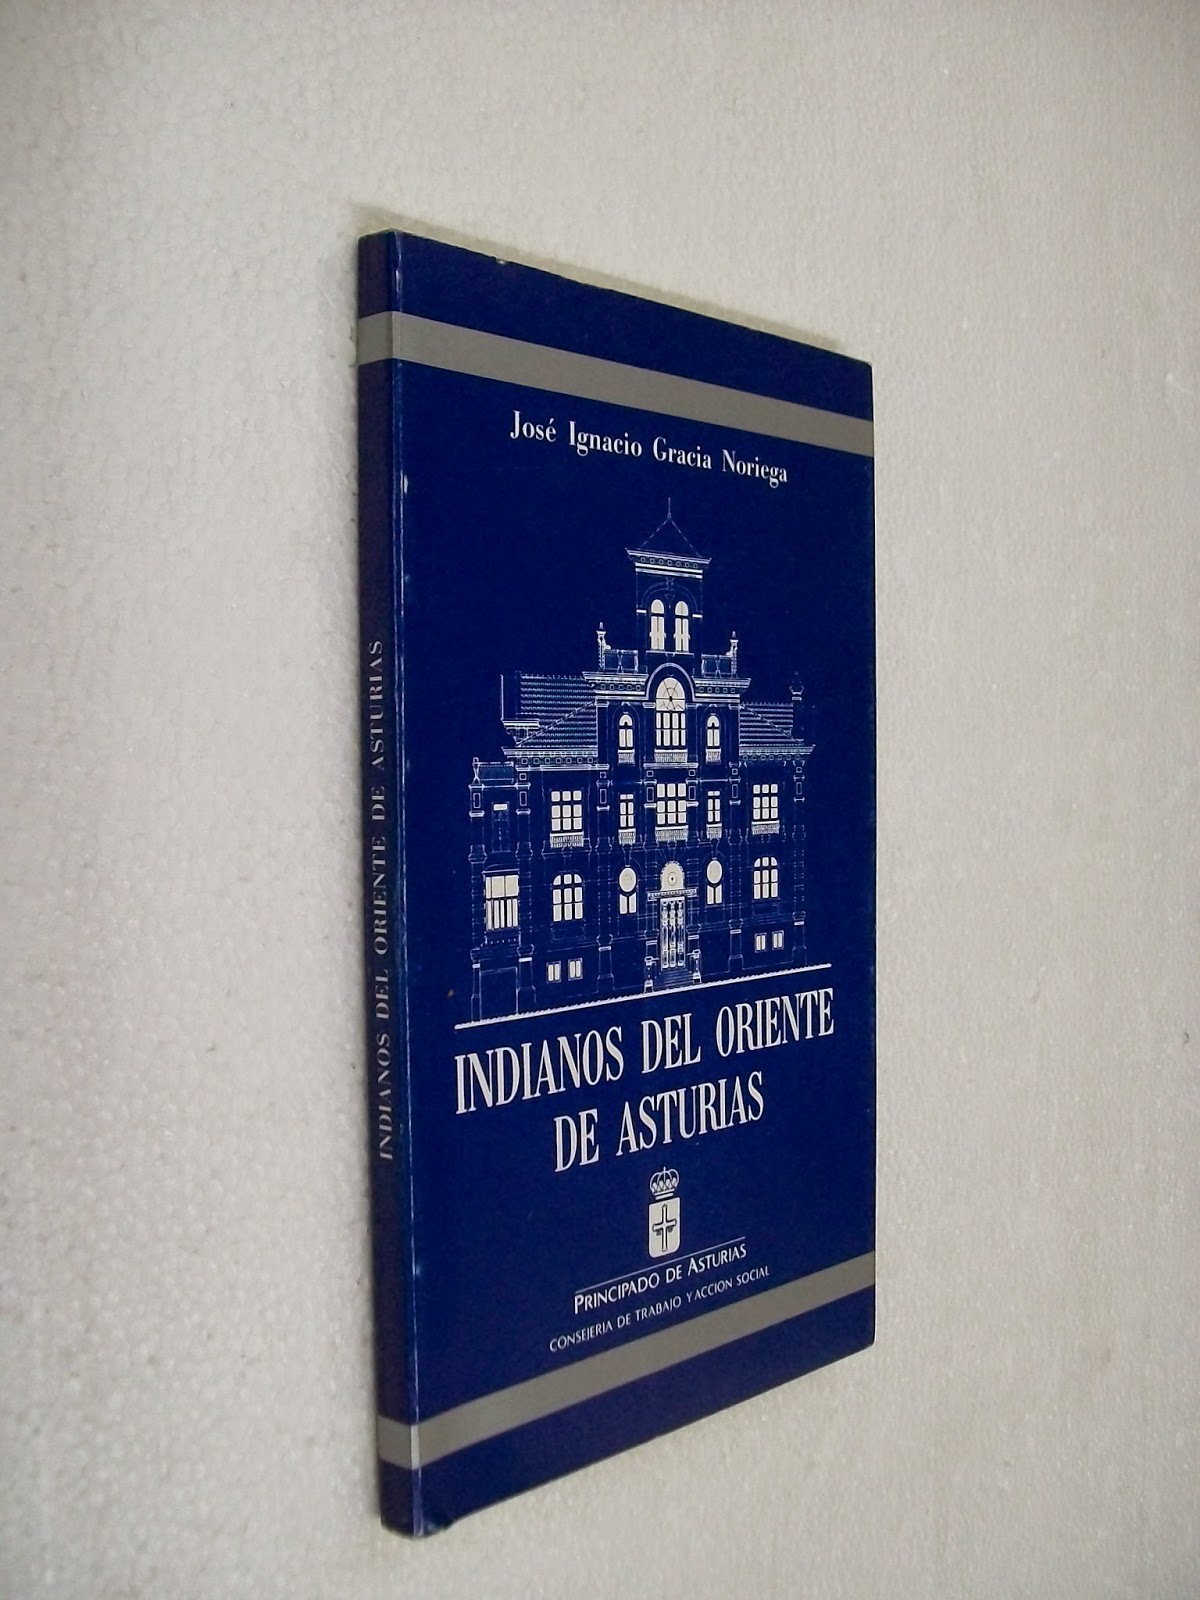 INDIANOS DEL ORIENTE DE ASTURIAS
José Ignacio Gracia Noriega
INDIANOS DEL ORIENTE
DE ASTURIAS
PRINCIPADO DE ASTURIAS
CONSEJERIA DE TRABAJO Y ACCION SOCIAL